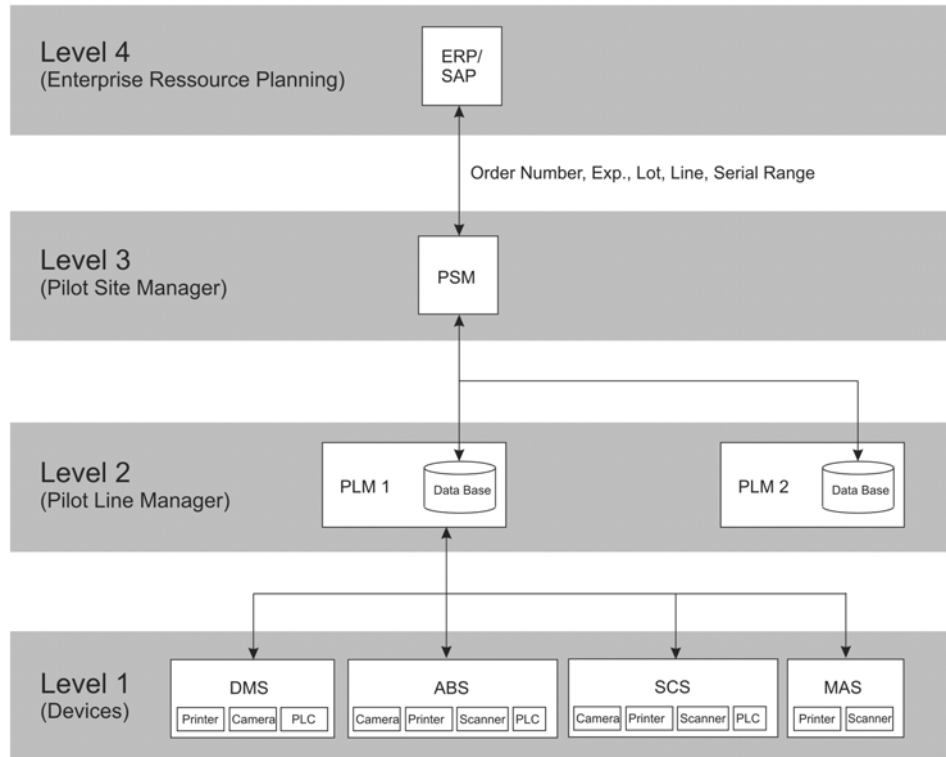 Level 4
(Enterprise Ressource Planning)
ERP/
SAP
Order Number, Exp., Lot, Line, Serial Range
Level 3
(Pilot Site Manager)
PSM
Level 2
(Pilot Line Manager)
PLM 1
Data Base
PLM 2
Data Base
Level 1
(Devices)
DMS
Printer
Camera
PLC
ABS
Camera
Printer
Scanner
PLC
SCS
Camera
Printer
Scanner
PLC
MAS
Printer
Scanner